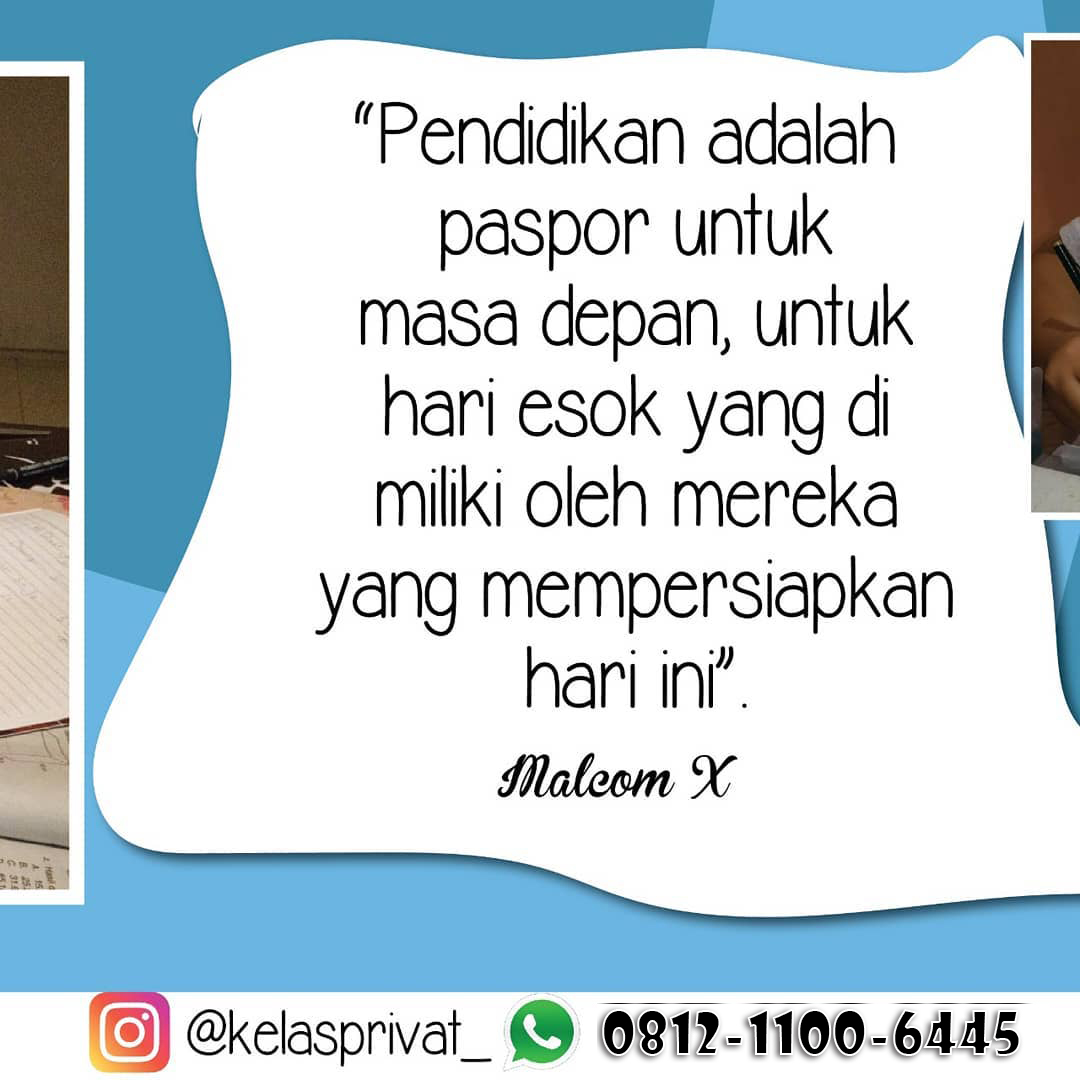 “Pendidikan adalah
paspor untuk
masa depan, untuk
hari esok yang di
miliki oleh mereka
yang mempersiapkan
hari ini”.
Malcom X
@kelasprivat_ 0812-1100-6445